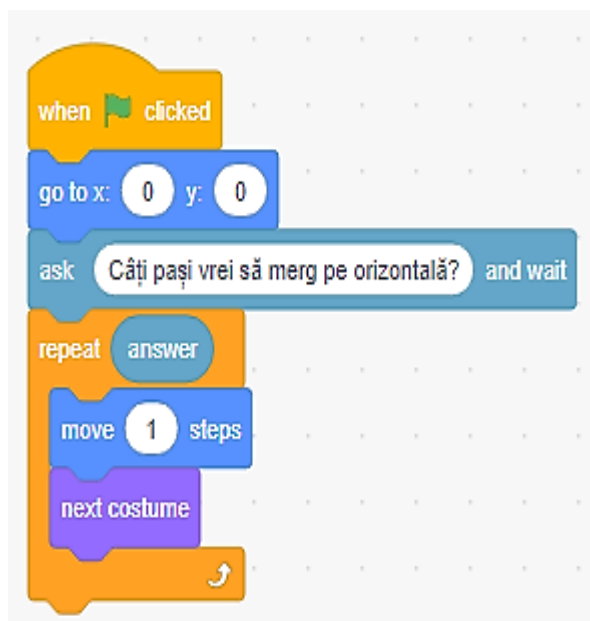 when clicked
go to x: 0 y: 0
ask Câți pași vrei să merg pe orizontală? and wait
repeat answer
move 1 steps
next costume